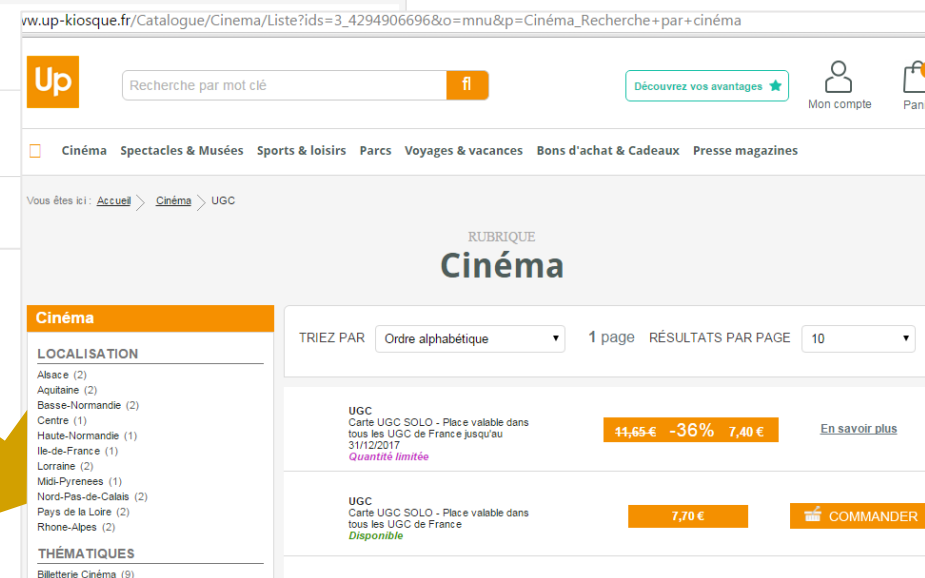 ww.up-kiosque.fr/Catalogue/Cinema/Liste?ids=3_4294906696&o=mnu&p=Cinéma_Recherche+par+cinéma
Up
Recherche par mot clé
fl
Découvrez vos avantages
Mon compte
Pan
Cinéma Spectacles & Musées Sports & loisirs Parcs Voyages & vacances Bons d'achat & Cadeaux Presse magazines
Vous êtes ici : Accueil Cinéma UGC
RUBRIQUE
Cinéma
Cinéma
LOCALISATION
Alsace (2)
Aquitaine (2)
Basse-Normandie (2)
Centre (1)
Haute-Normandie (1)
Ile-de-France (1)
Lorraine (2)
Midi-Pyrenees (1)
Nord-Pas-de-Calais (2)
Pays de la Loire (2)
Rhone-Alpes (2)
THÉMATIQUES
Billetterie Cinéma (9)
TRIEZ PAR Ordre alphabétique 1 page RÉSULTATS PAR PAGE 10
UGC
Carte UGC SOLO - Place valable dans
tous les UGC de France jusqu'au
31/12/2017
Quantité limitée
11,65 € -36% 7,40 €
En savoir plus
UGC
Carte UGC SOLO - Place valable dans
tous les UGC de France
Disponible
7,70 €
COMMANDER